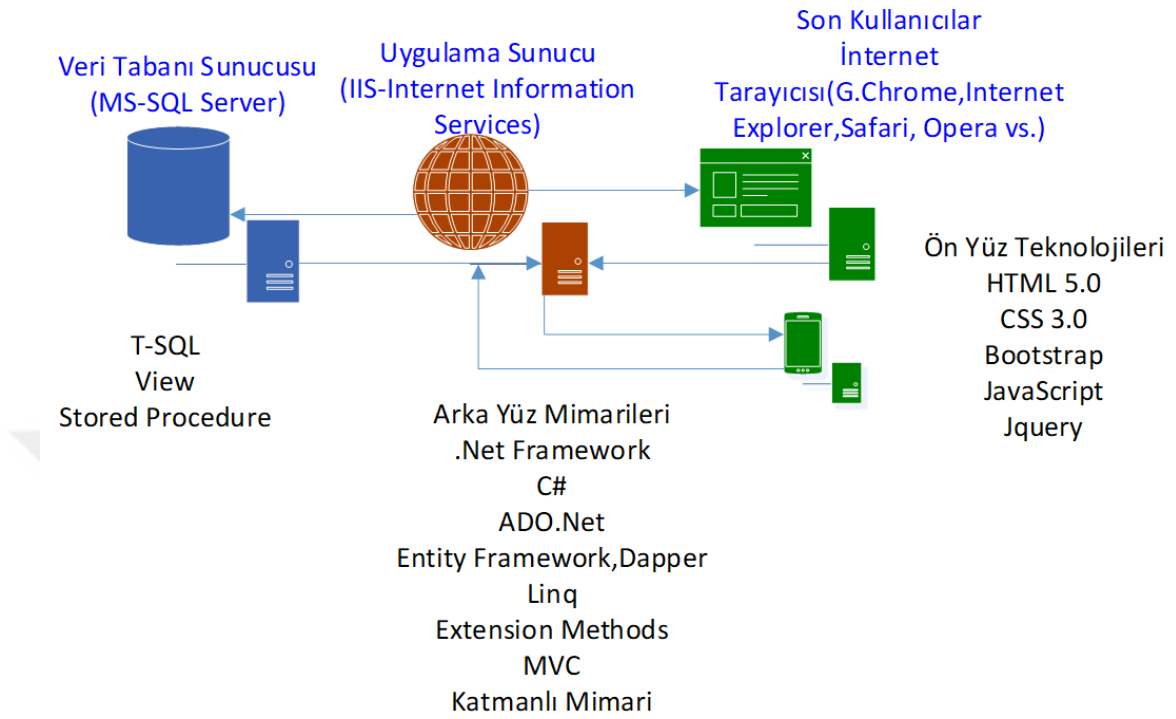 Veri Tabanı Sunucusu
(MS-SQL Server)
Uygulama Sunucu
(IIS-Internet Information
Services)
Son Kullanıcılar
İnternet
Tarayıcısı(G.Chrome,Internet
Explorer,Safari, Opera vs.)
T-SQL
View
Stored Procedure
Arka Yüz Mimarileri
.Net Framework
C#
ADO.Net
Entity Framework,Dapper
Linq
Extension Methods
MVC
Katmanlı Mimari
Ön Yüz Teknolojileri
HTML 5.0
CSS 3.0
Bootstrap
JavaScript
Jquery